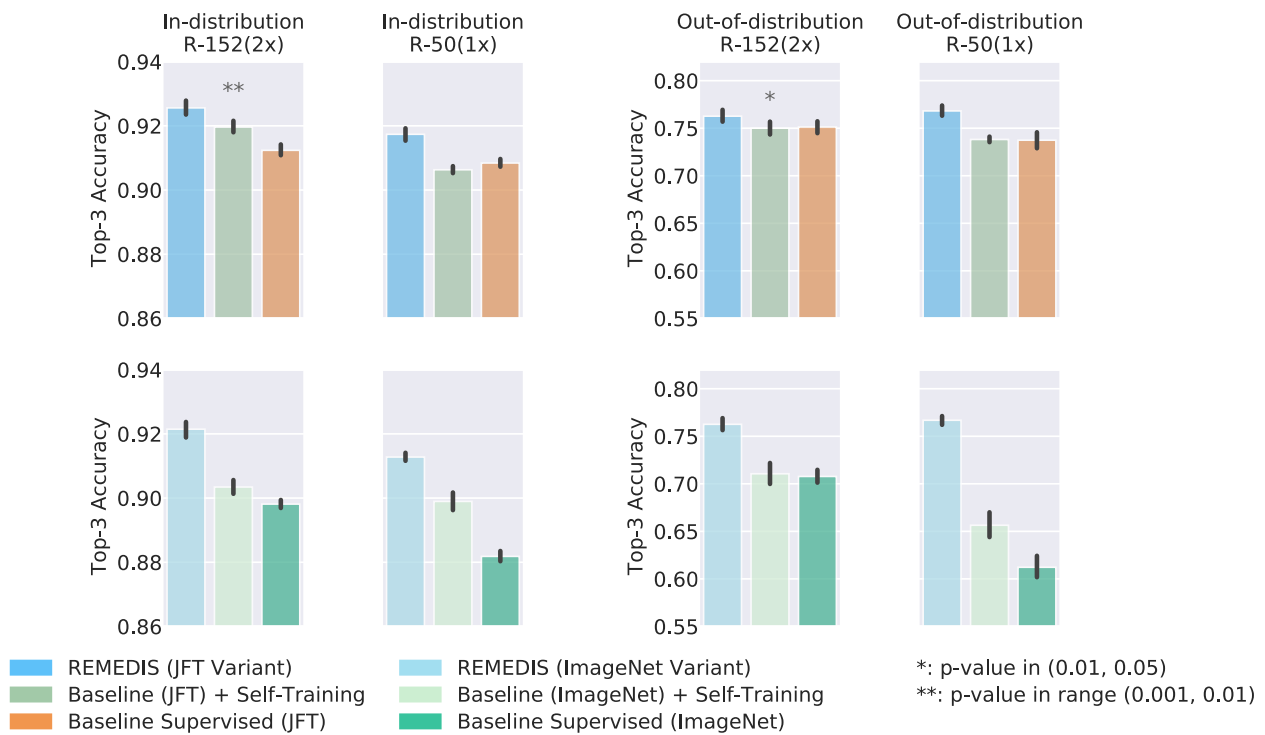 In-distribution
R-152(2x)
In-distribution
R-50(1x)
Out-of-distribution
R-152(2x)
Out-of-distribution
R-50(1x)
Top-3 Accuracy
0.94
0.92
0.90
0.88
0.86
**
Top-3 Accuracy
0.80
0.75
0.70
0.65
0.60
0.55
*
Top-3 Accuracy
0.94
0.92
0.90
0.88
0.86
Top-3 Accuracy
0.80
0.75
0.70
0.65
0.60
0.55
REMEDIS (JFT Variant)
Baseline (JFT) + Self-Training
Baseline Supervised (JFT)
REMEDIS (ImageNet Variant)
Baseline (ImageNet) + Self-Training
Baseline Supervised (ImageNet)
*: p-value in (0.01, 0.05)
**: p-value in range (0.001, 0.01)